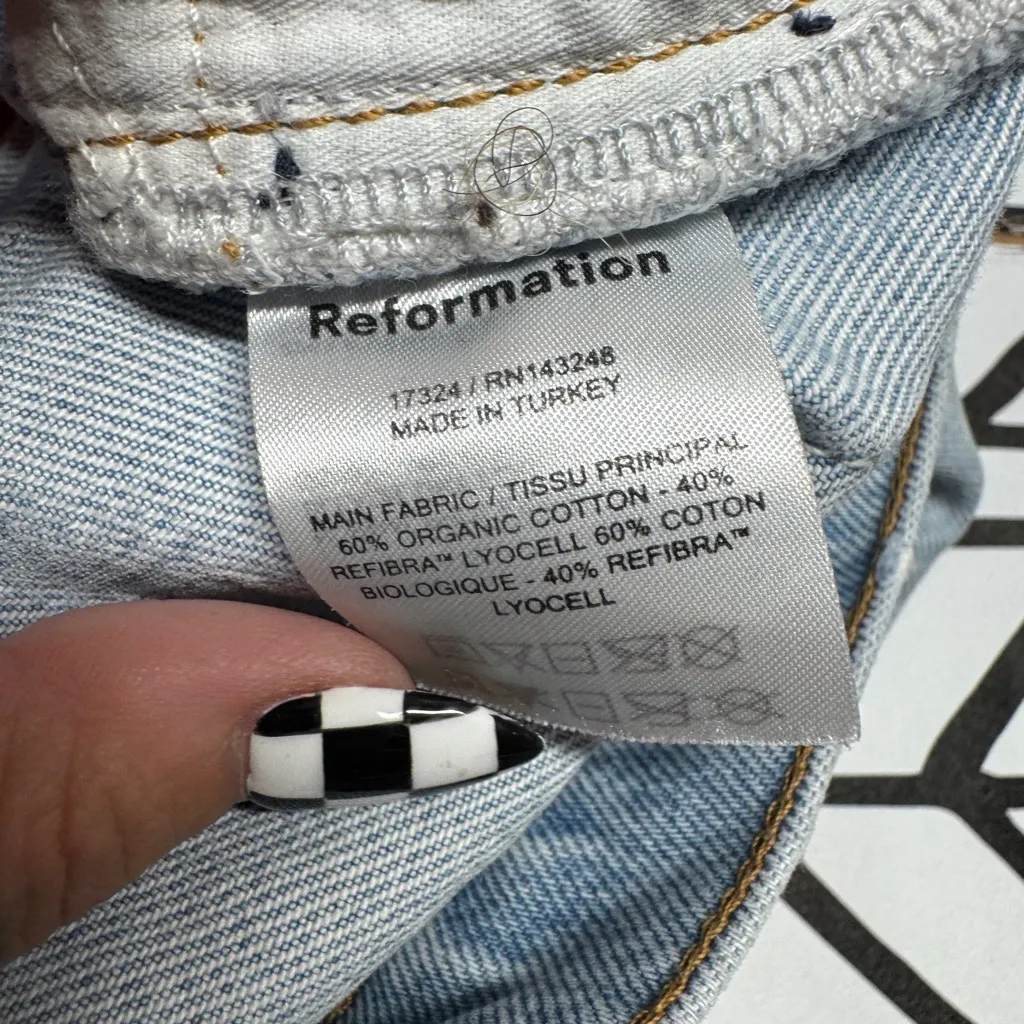 Reformation
17324 / RN143246
MADE IN TURKEY
MAIN FABRIC / TISSU PRINCIPAL
60% ORGANIC COTTON - 40%
REFIBRA™ LYOCELL 60% COTON
BIOLOGIQUE - 40% REFIBRA™
LYOCELL